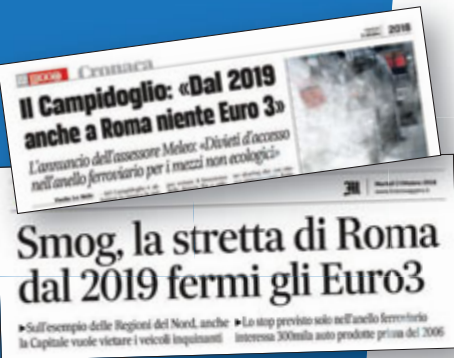 Cronaca
2018
Il Campidoglio: «Dal 2019
anche a Roma niente Euro 3»
L'annuncio dell'assessore Meleo: «Divieti d'accesso
nell'anello ferroviario per i mezzi non ecologici»
Smog, la stretta di Roma
dal 2019 fermi gli Euro3
▶Sull'esempio delle Regioni del Nord, anche
la Capitale vuole vietare i veicoli inquinanti
▶Lo stop previsto solo nell'anello ferroviario
interessa 300mila auto prodotte prima del 2006